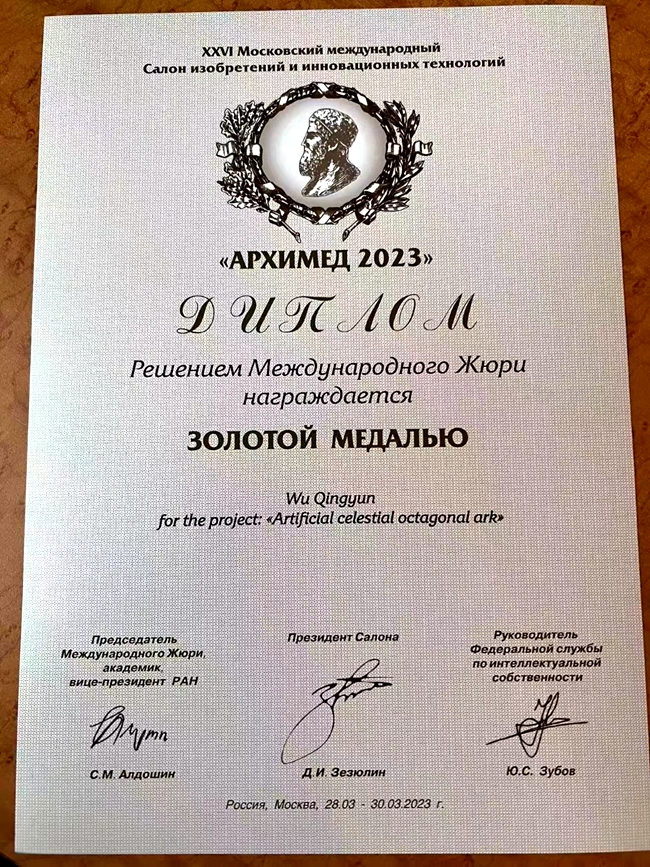 XXVI Московский международный
Салон изобретений и инновационных технологий
«АРХИМЕД 2023»
ДИПЛОМ
Решением Международного Жюри
награждается
ЗОЛОТОЙ МЕДАЛЬЮ
Wu Qingyun
for the project: «Artificial celestial octagonal ark»
Председатель
Международного Жюри,
академик,
вице-президент РАН
С.М. Алдошин
Президент Салона
Д.И. Зезюлин
Руководитель
Федеральной службы
по интеллектуальной
собственности
Ю.С. Зубов
Россия, Москва, 28.03 - 30.03.2023 г.